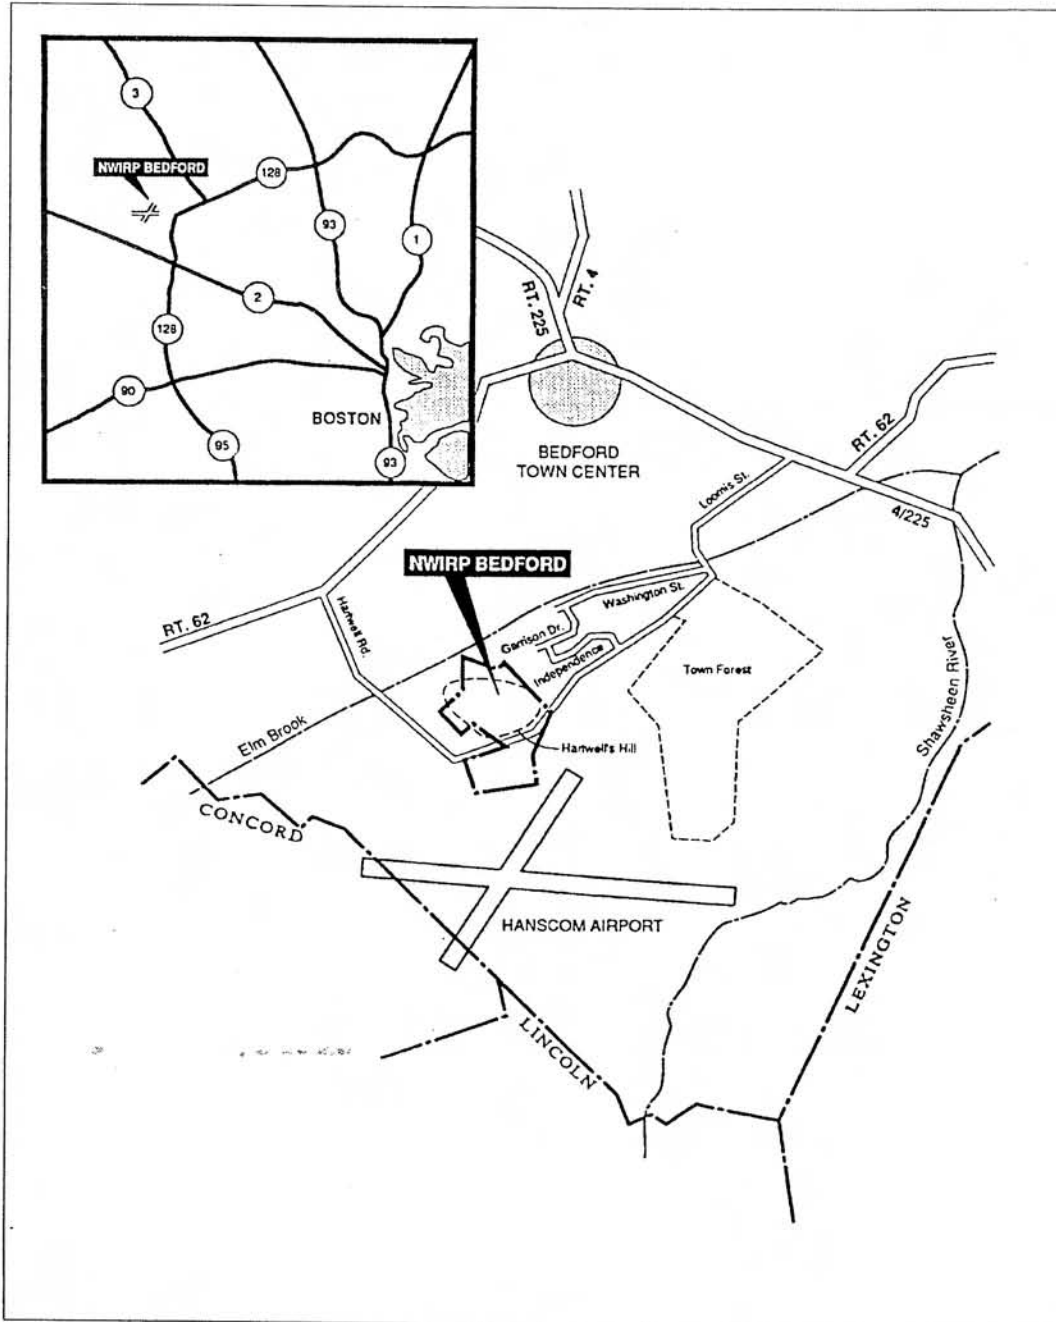 3
NWIRP BEDFORD
128
93
1
2
128
90
95
BOSTON
93
RT. 225
RT. 4
BEDFORD
TOWN CENTER
RT. 62
Loomis St.
4/225
NWIRP BEDFORD
RT. 62
Hartwell Rd.
Washington St.
Garrison Dr.
Independence
Town Forest
Elm Brook
Hartwell's Hill
Shawsheen River
CONCORD
HANSCOM AIRPORT
LEXINGTON
LINCOLN